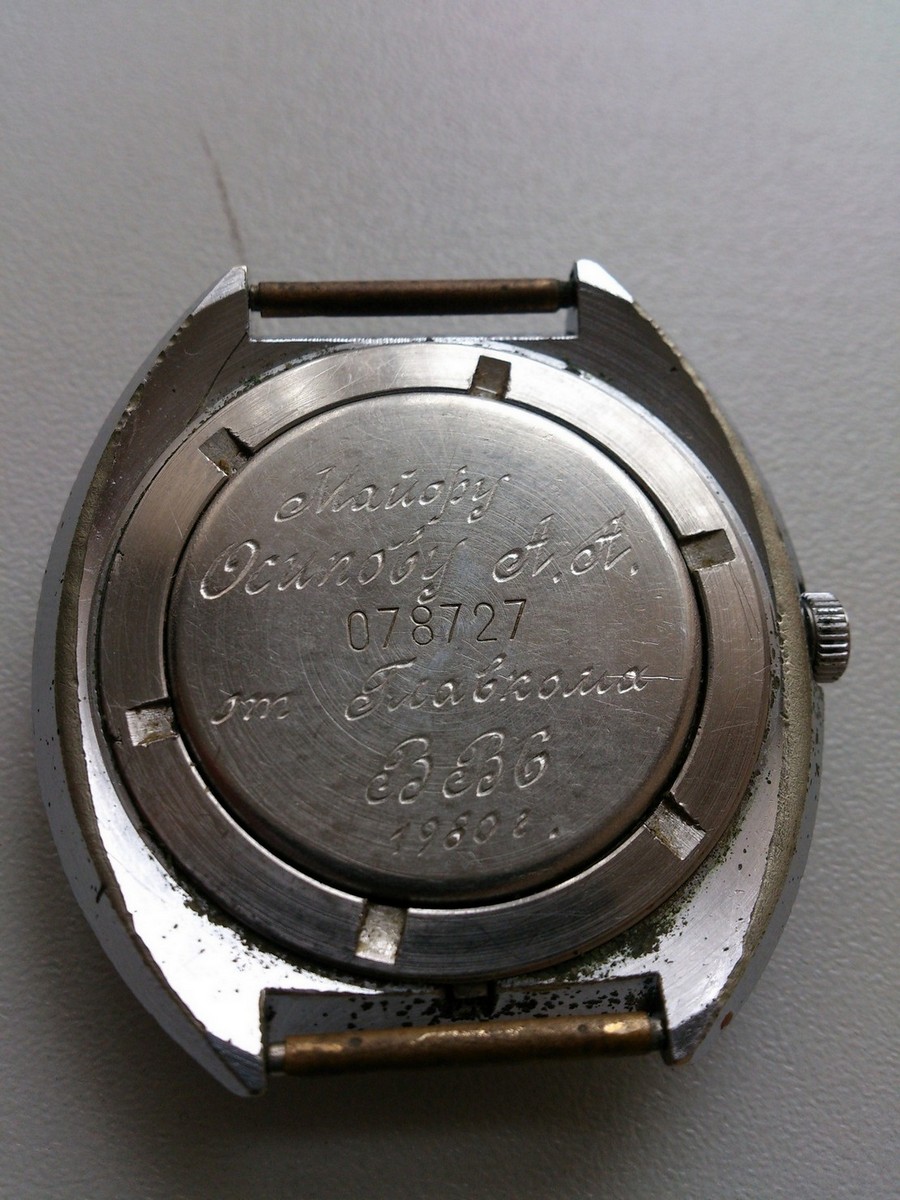 Майору
Осипову А.А.
078727
от Главкома
ВВС
1980 г.